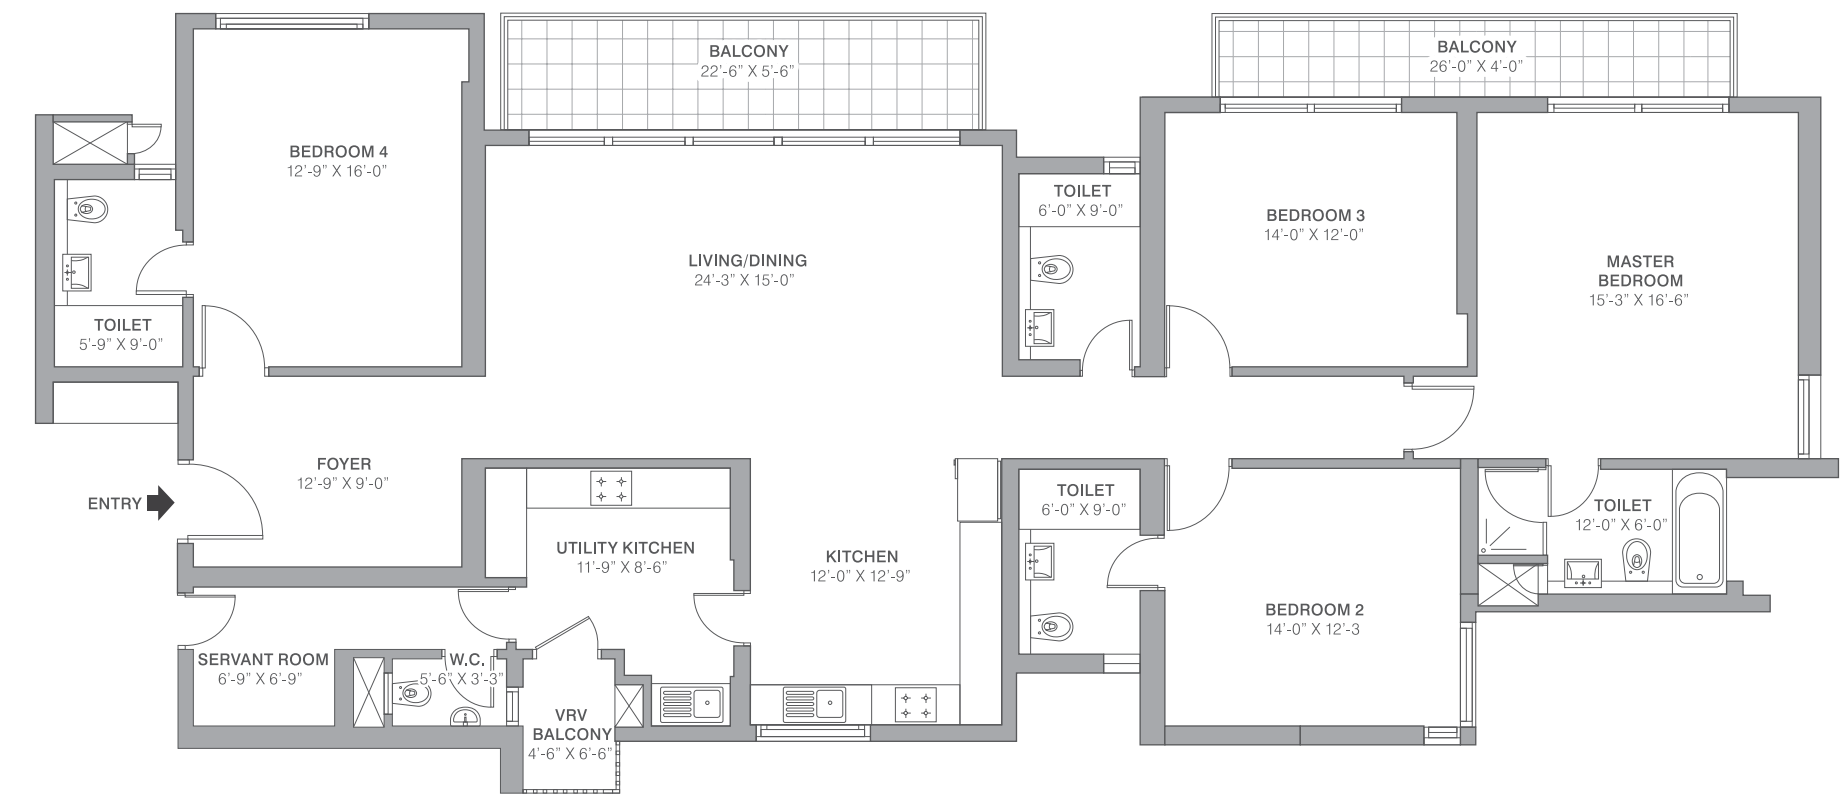 BALCONY
22'-6" X 5'-6"
BALCONY
26'-0" X 4'-0"
BEDROOM 4
12'-9" X 16'-0"
TOILET
6'-0" X 9'-0"
BEDROOM 3
14'-0" X 12'-0"
LIVING/DINING
24'-3" X 15'-0"
MASTER
BEDROOM
15'-3" X 16'-6"
TOILET
5'-9" X 9'-0"
FOYER
12'-9" X 9'-0"
ENTRY
TOILET
6'-0" X 9'-0"
TOILET
12'-0" X 6'-0"
UTILITY KITCHEN
11'-9" X 8'-6"
KITCHEN
12'-0" X 12'-9"
BEDROOM 2
14'-0" X 12'-3
SERVANT ROOM
6'-9" X 6'-9"
W.C.
5'-6" X 3'-3"
VRV
BALCONY
4'-6" X 6'-6"